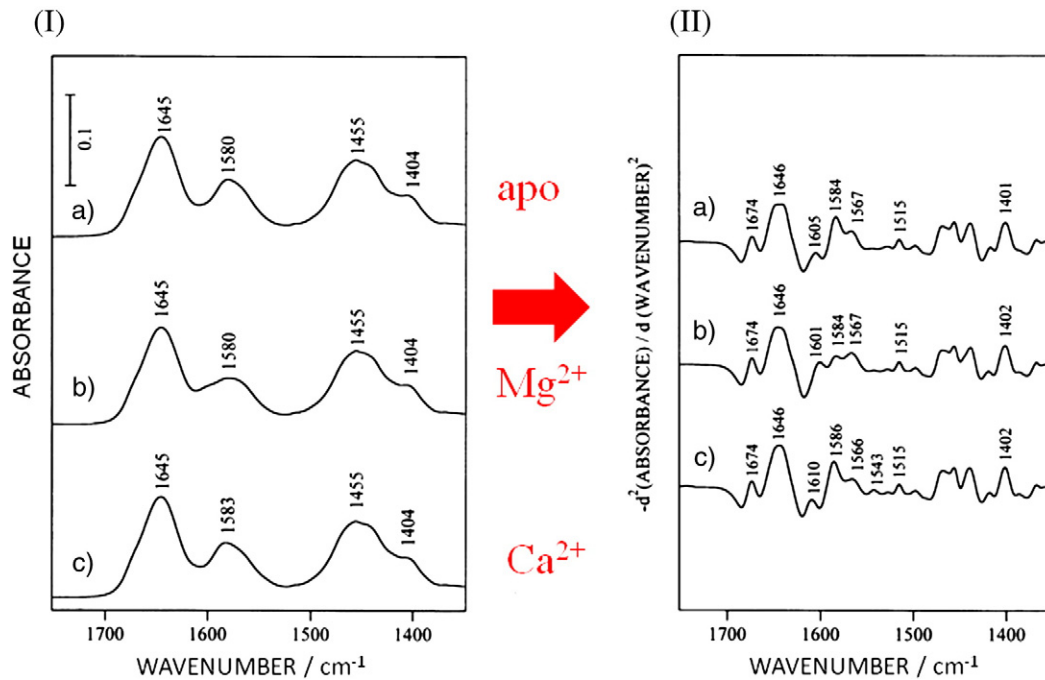 (I)
(II)
ABSORBANCE
0.1
1645
1580
1455
1404
a)
1645
1580
1455
1404
b)
1645
1583
1455
1404
c)
1700 1600 1500 1400
WAVENUMBER / cm⁻¹
apo
Mg²⁺
Ca²⁺
-d²(ABSORBANCE) / d (WAVENUMBER)²
a)
1674
1646
1605
1584
1567
1515
1401
b)
1674
1646
1601
1584
1567
1515
1402
c)
1674
1646
1610
1586
1566
1543
1515
1402
1700 1600 1500 1400
WAVENUMBER / cm⁻¹